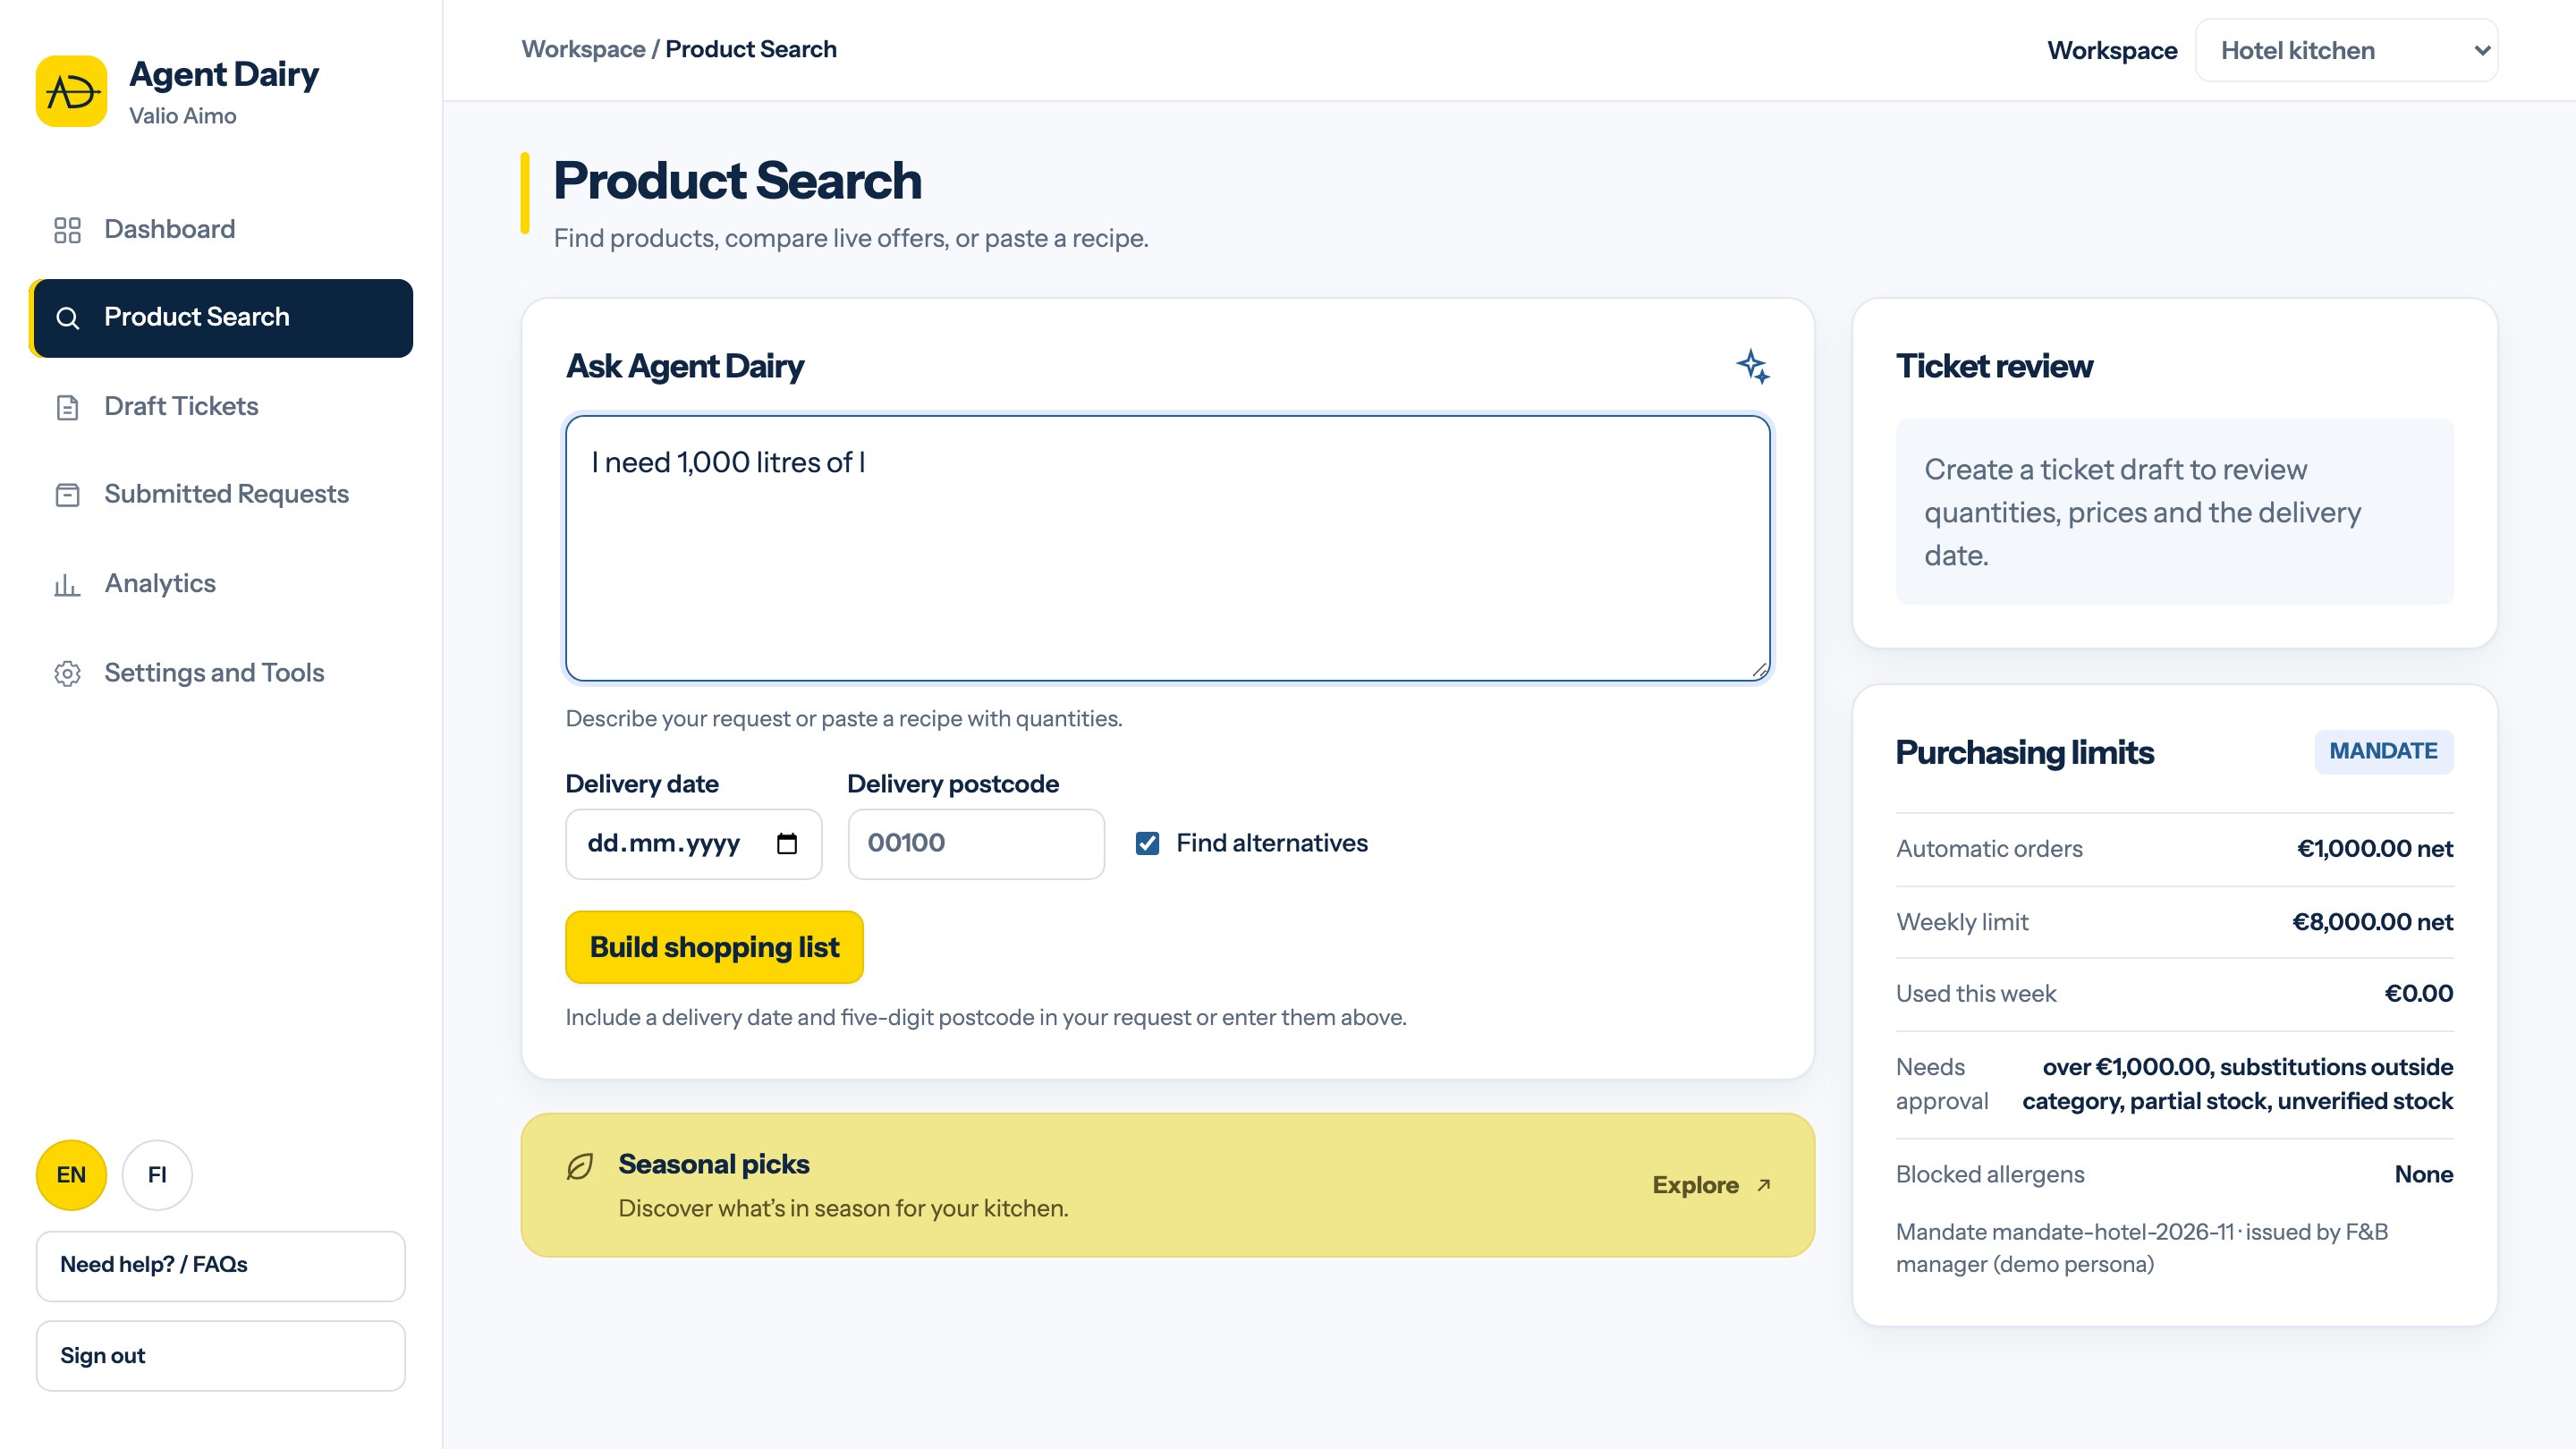 Agent Dairy
Valio Aimo
Dashboard
Product Search
Draft Tickets
Submitted Requests
Analytics
Settings and Tools
EN
FI
Need help? / FAQs
Sign out
Workspace / Product Search
Workspace
Hotel kitchen
Product Search
Find products, compare live offers, or paste a recipe.
Ask Agent Dairy
I need 1,000 litres of l
Describe your request or paste a recipe with quantities.
Delivery date
Delivery postcode
dd.mm.yyyy
00100
Find alternatives
Build shopping list
Include a delivery date and five-digit postcode in your request or enter them above.
Seasonal picks
Discover what’s in season for your kitchen.
Explore
Ticket review
Create a ticket draft to review
quantities, prices and the delivery
date.
Purchasing limits
MANDATE
Automatic orders
€1,000.00 net
Weekly limit
€8,000.00 net
Used this week
€0.00
Needs
approval
over €1,000.00, substitutions outside
category, partial stock, unverified stock
Blocked allergens
None
Mandate mandate-hotel-2026-11 · issued by F&B
manager (demo persona)